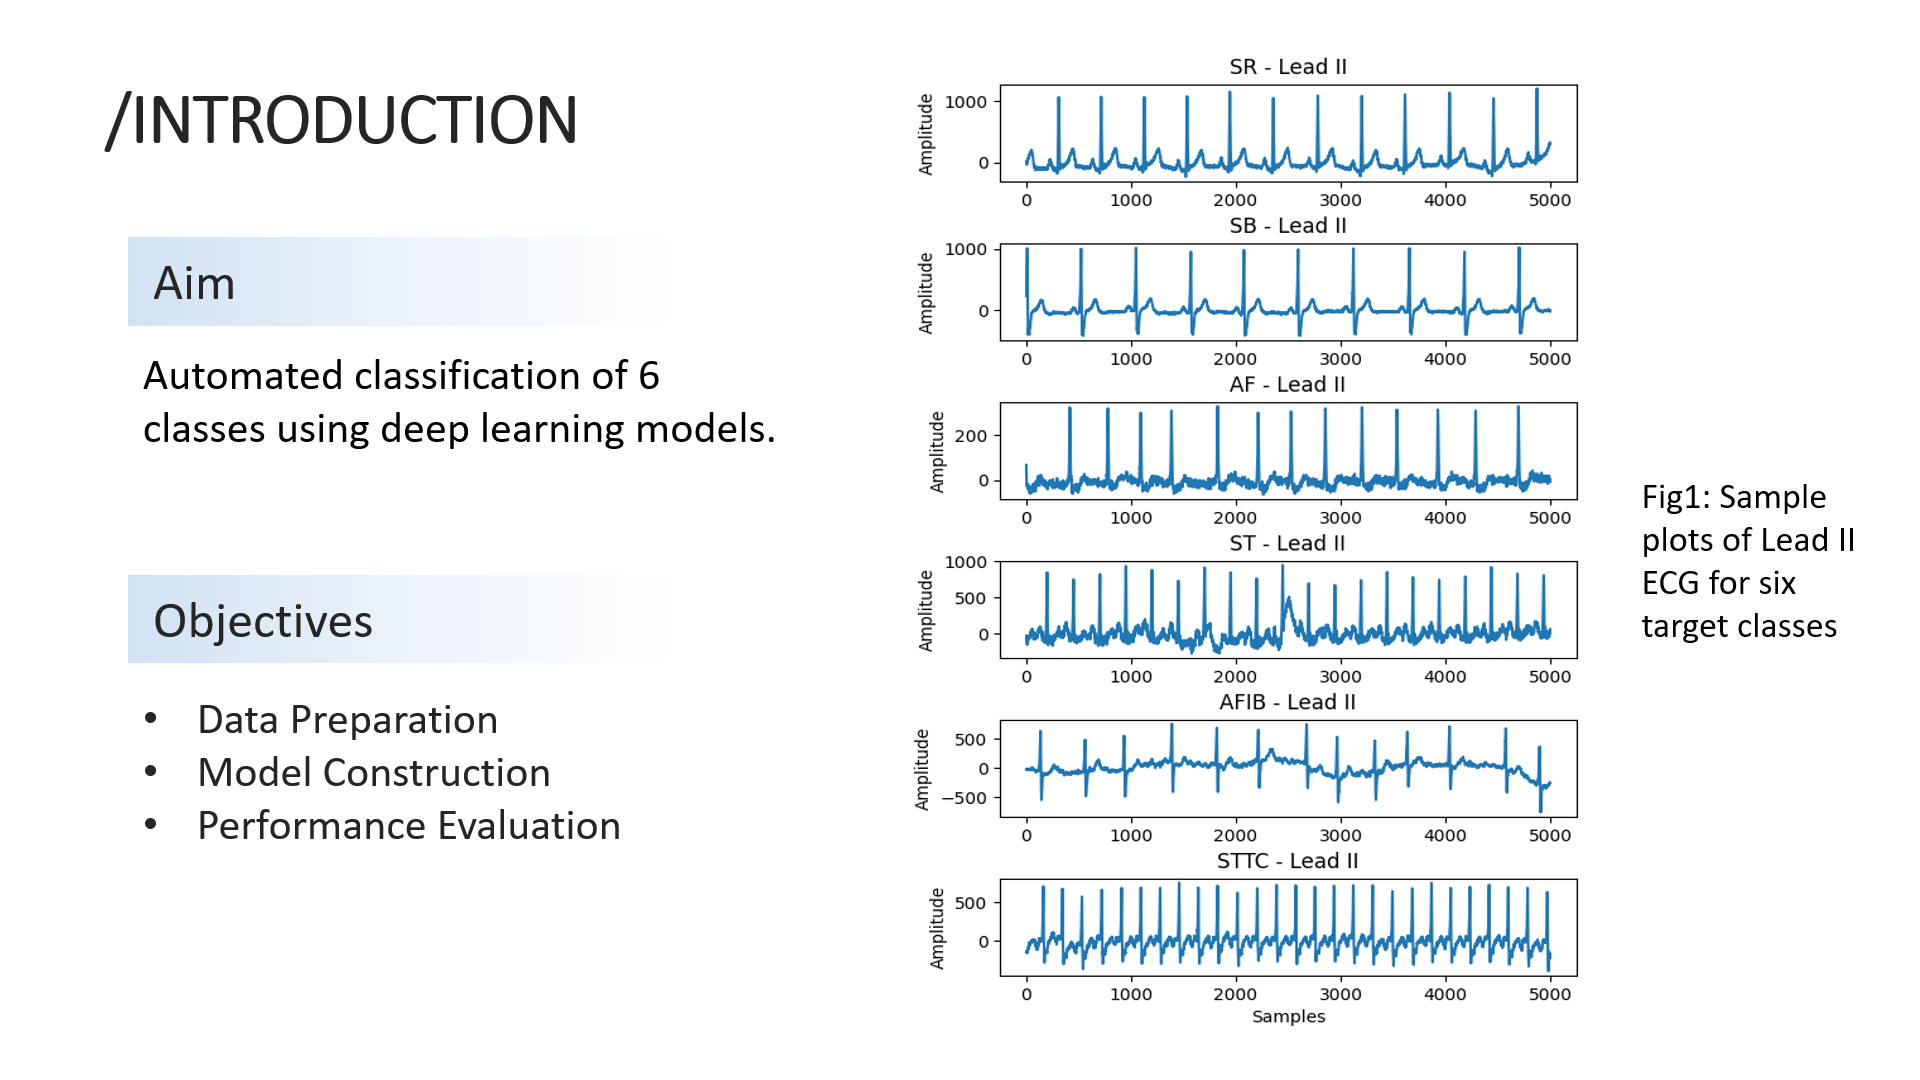 /INTRODUCTION
Aim
Automated classification of 6
classes using deep learning models.
Objectives
• Data Preparation
• Model Construction
• Performance Evaluation
SR - Lead II
Amplitude
1000
0
0 1000 2000 3000 4000 5000
SB - Lead II
Amplitude
1000
0
0 1000 2000 3000 4000 5000
AF - Lead II
Amplitude
200
0
0 1000 2000 3000 4000 5000
ST - Lead II
Amplitude
1000
500
0
0 1000 2000 3000 4000 5000
AFIB - Lead II
Amplitude
500
0
−500
0 1000 2000 3000 4000 5000
STTC - Lead II
Amplitude
500
0
0 1000 2000 3000 4000 5000
Samples
Fig1: Sample
plots of Lead II
ECG for six
target classes